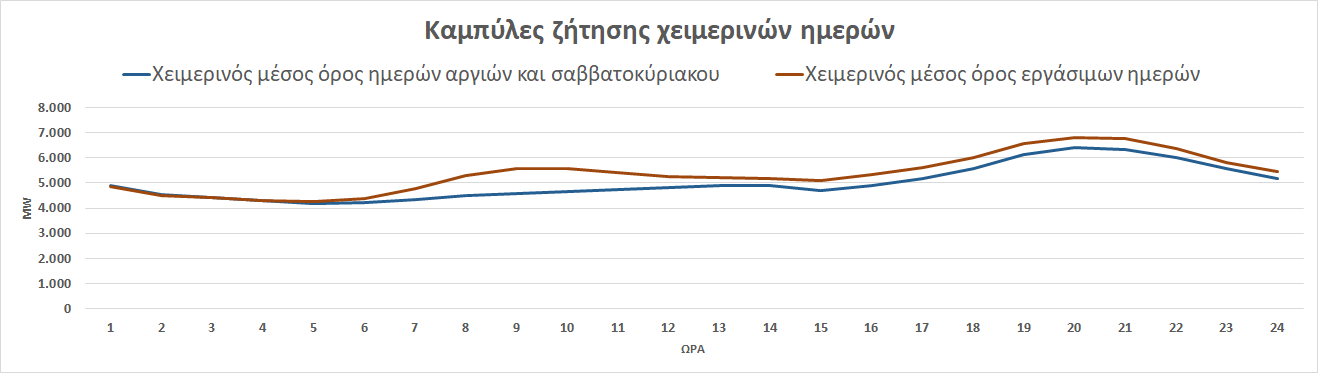 Καμπύλες ζήτησης χειμερινών ημερών
Χειμερινός μέσος όρος ημερών αργιών και σαββατοκύριακου Χειμερινός μέσος όρος εργάσιμων ημερών
8.000
7.000
6.000
5.000
4.000
3.000
2.000
1.000
0
MW
1 2 3 4 5 6 7 8 9 10 11 12 13 14 15 16 17 18 19 20 21 22 23 24
ΩΡΑ